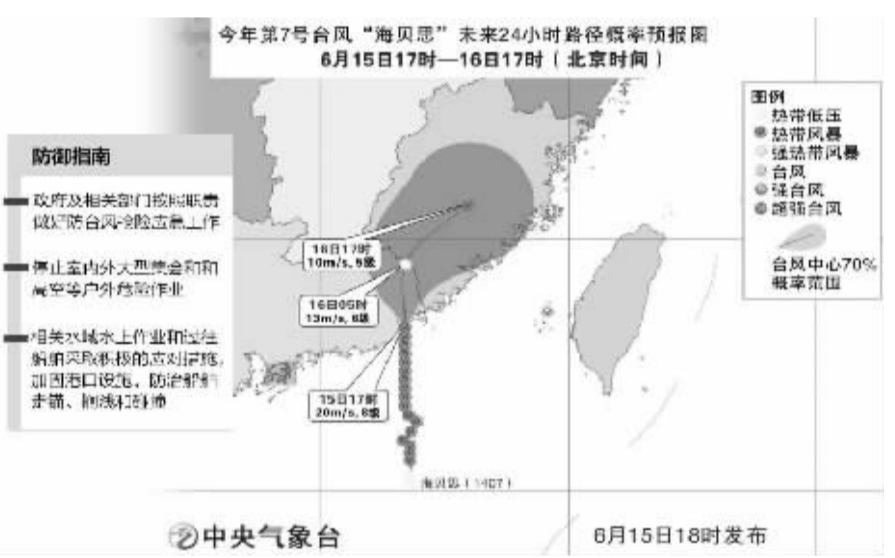 今年第7号台风“海贝思”未来24小时路径概率预报图
6月15日17时—16日17时（北京时间）
防御指南
政府及相关部门按照职责
做好防台风抢险应急工作
停止室内外大型集会和和
高空等户外危险作业
相关水域水上作业和过往
船舶采取积极的应对措施，
加固港口设施，防治船舶
走锚、搁浅和碰撞
图例
热带低压
热带风暴
强热带风暴
台风
强台风
超强台风
台风中心70%
概率范围
16日17时
10m/s, 5级
16日05时
13m/s, 6级
15日17时
20m/s, 8级
海贝思（1407）
中央气象台
6月15日18时发布